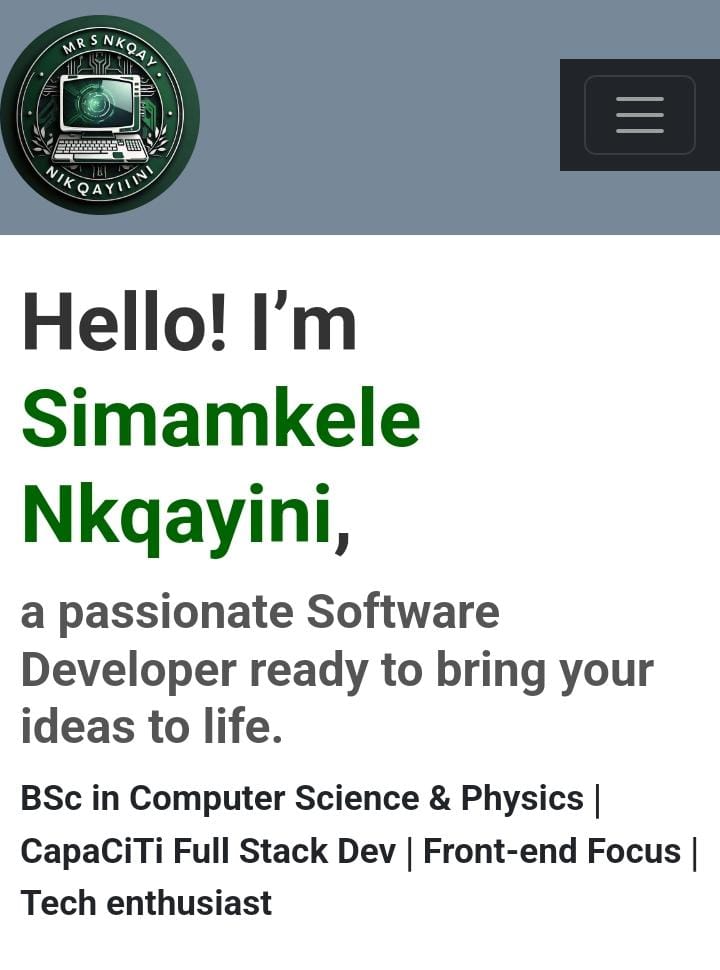 MR S NKQAY
NIKQAYIIINI
Hello! I’m
Simamkele
Nkqayini,
a passionate Software
Developer ready to bring your
ideas to life.
BSc in Computer Science & Physics |
CapaCiTi Full Stack Dev | Front-end Focus |
Tech enthusiast